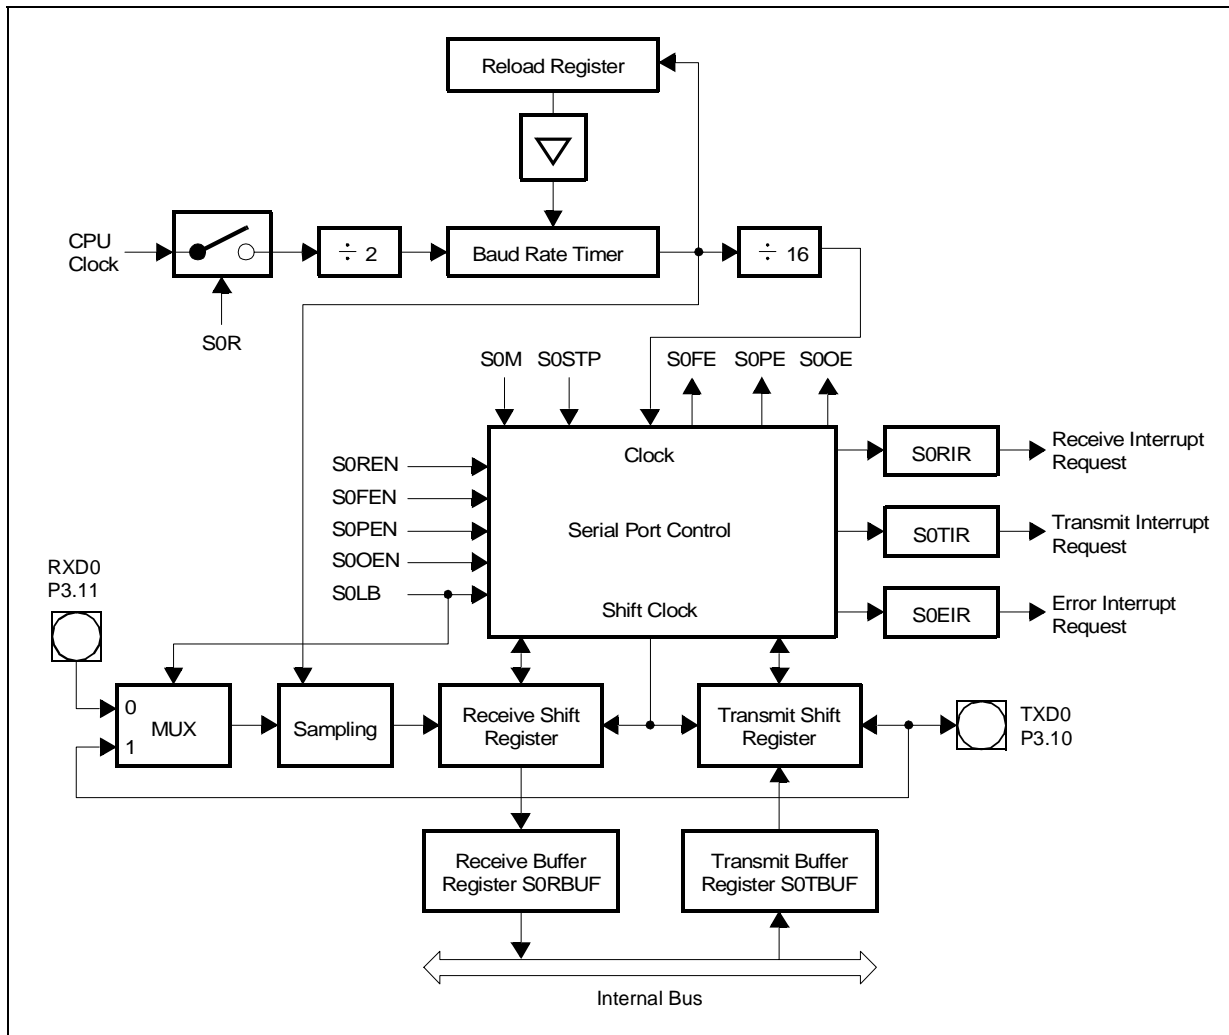 Reload Register
CPU
Clock
÷ 2
Baud Rate Timer
÷ 16
S0R
S0M
S0STP
S0FE
S0PE
S0OE
Clock
S0REN
S0FEN
S0PEN
S0OEN
S0LB
Serial Port Control
Shift Clock
S0RIR
Receive Interrupt
Request
S0TIR
Transmit Interrupt
Request
S0EIR
Error Interrupt
Request
RXD0
P3.11
0
1
MUX
Sampling
Receive Shift
Register
Transmit Shift
Register
TXD0
P3.10
Receive Buffer
Register S0RBUF
Transmit Buffer
Register S0TBUF
Internal Bus